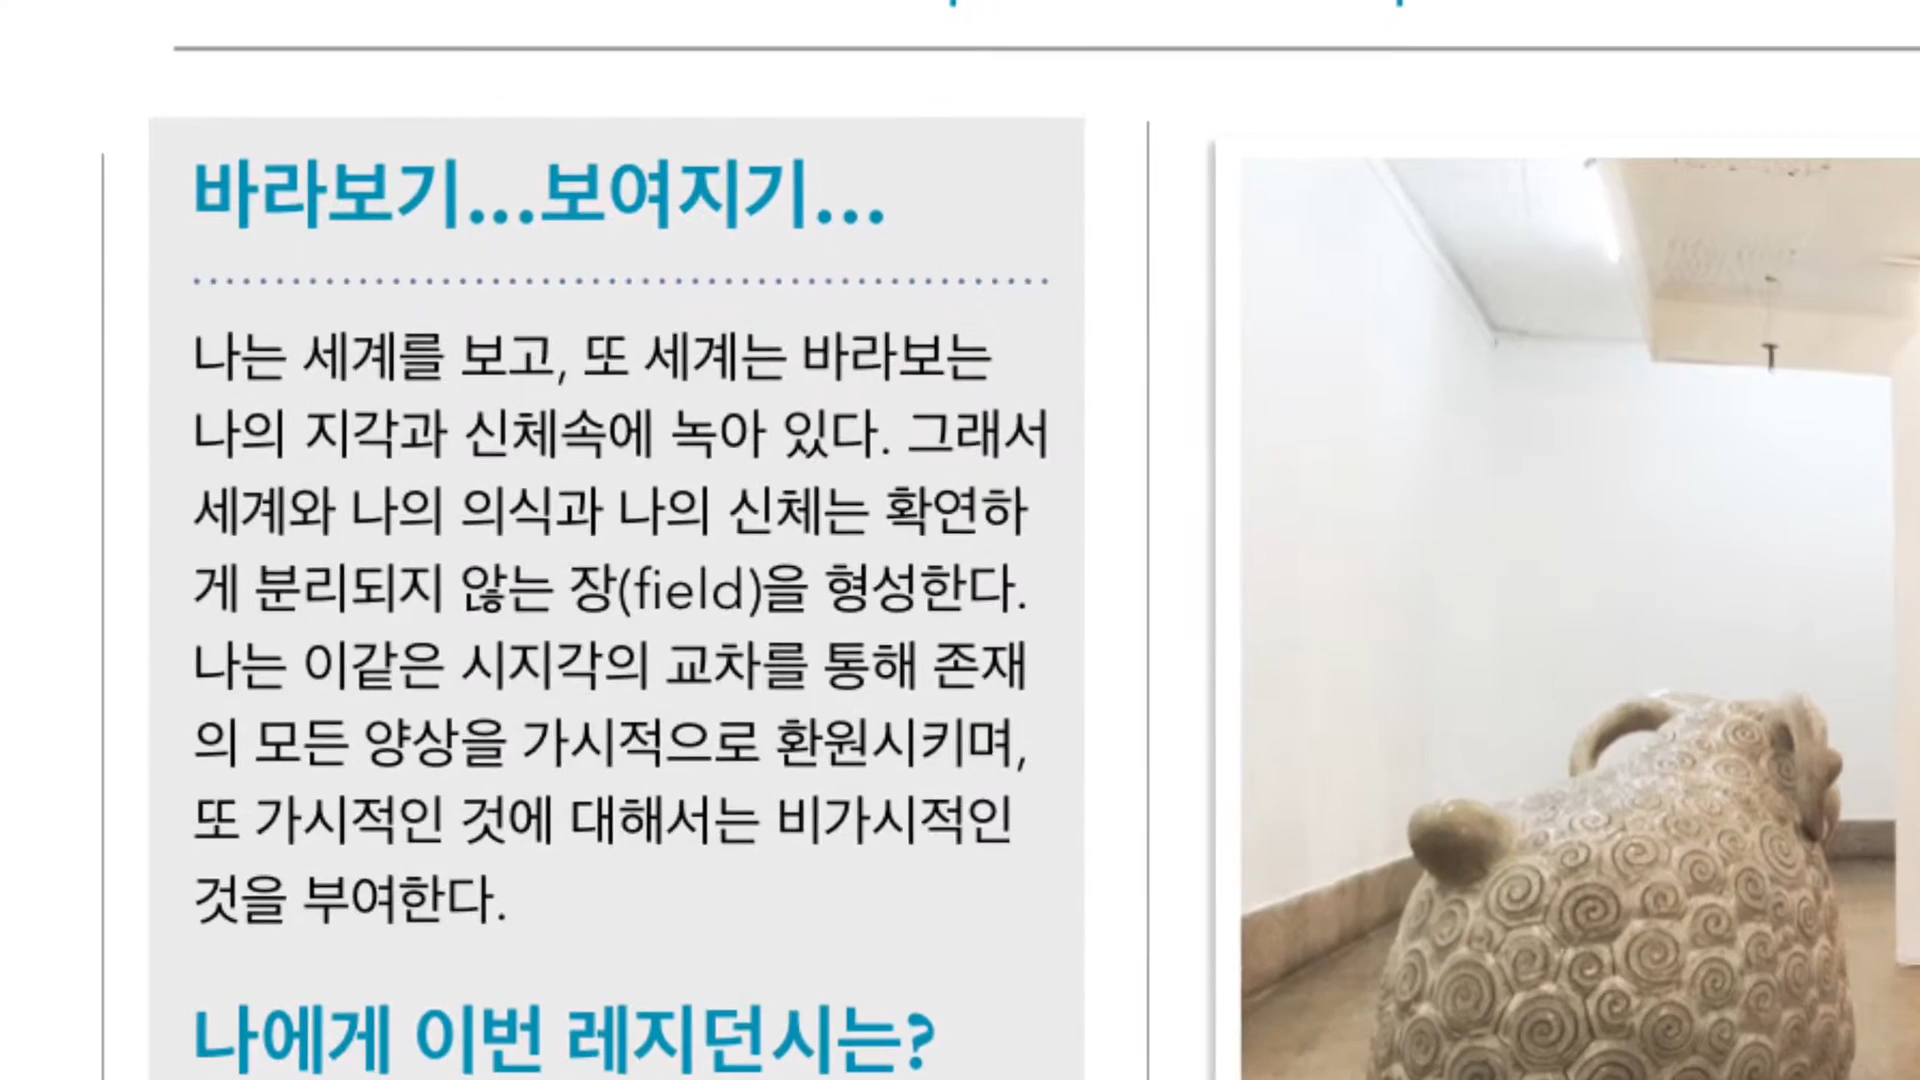 바라보기...보여지기...
나는 세계를 보고, 또 세계는 바라보는
나의 지각과 신체속에 녹아 있다. 그래서
세계와 나의 의식과 나의 신체는 확연하
게 분리되지 않는 장(field)을 형성한다.
나는 이같은 시지각의 교차를 통해 존재
의 모든 양상을 가시적으로 환원시키며,
또 가시적인 것에 대해서는 비가시적인
것을 부여한다.
나에게 이번 레지던시는?